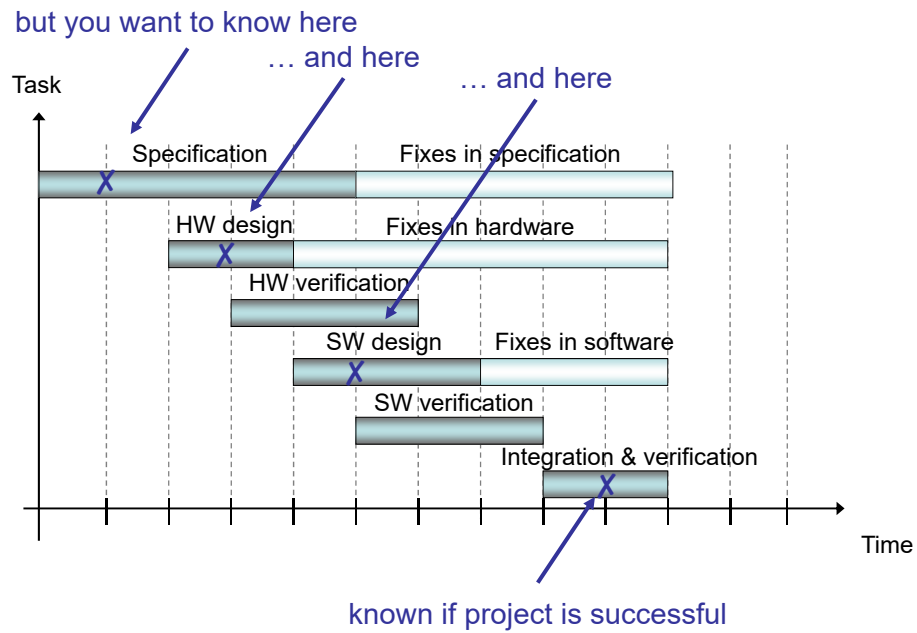 but you want to know here
… and here
… and here
Task
Specification
Fixes in specification
HW design
Fixes in hardware
HW verification
SW design
Fixes in software
SW verification
Integration & verification
Time
known if project is successful